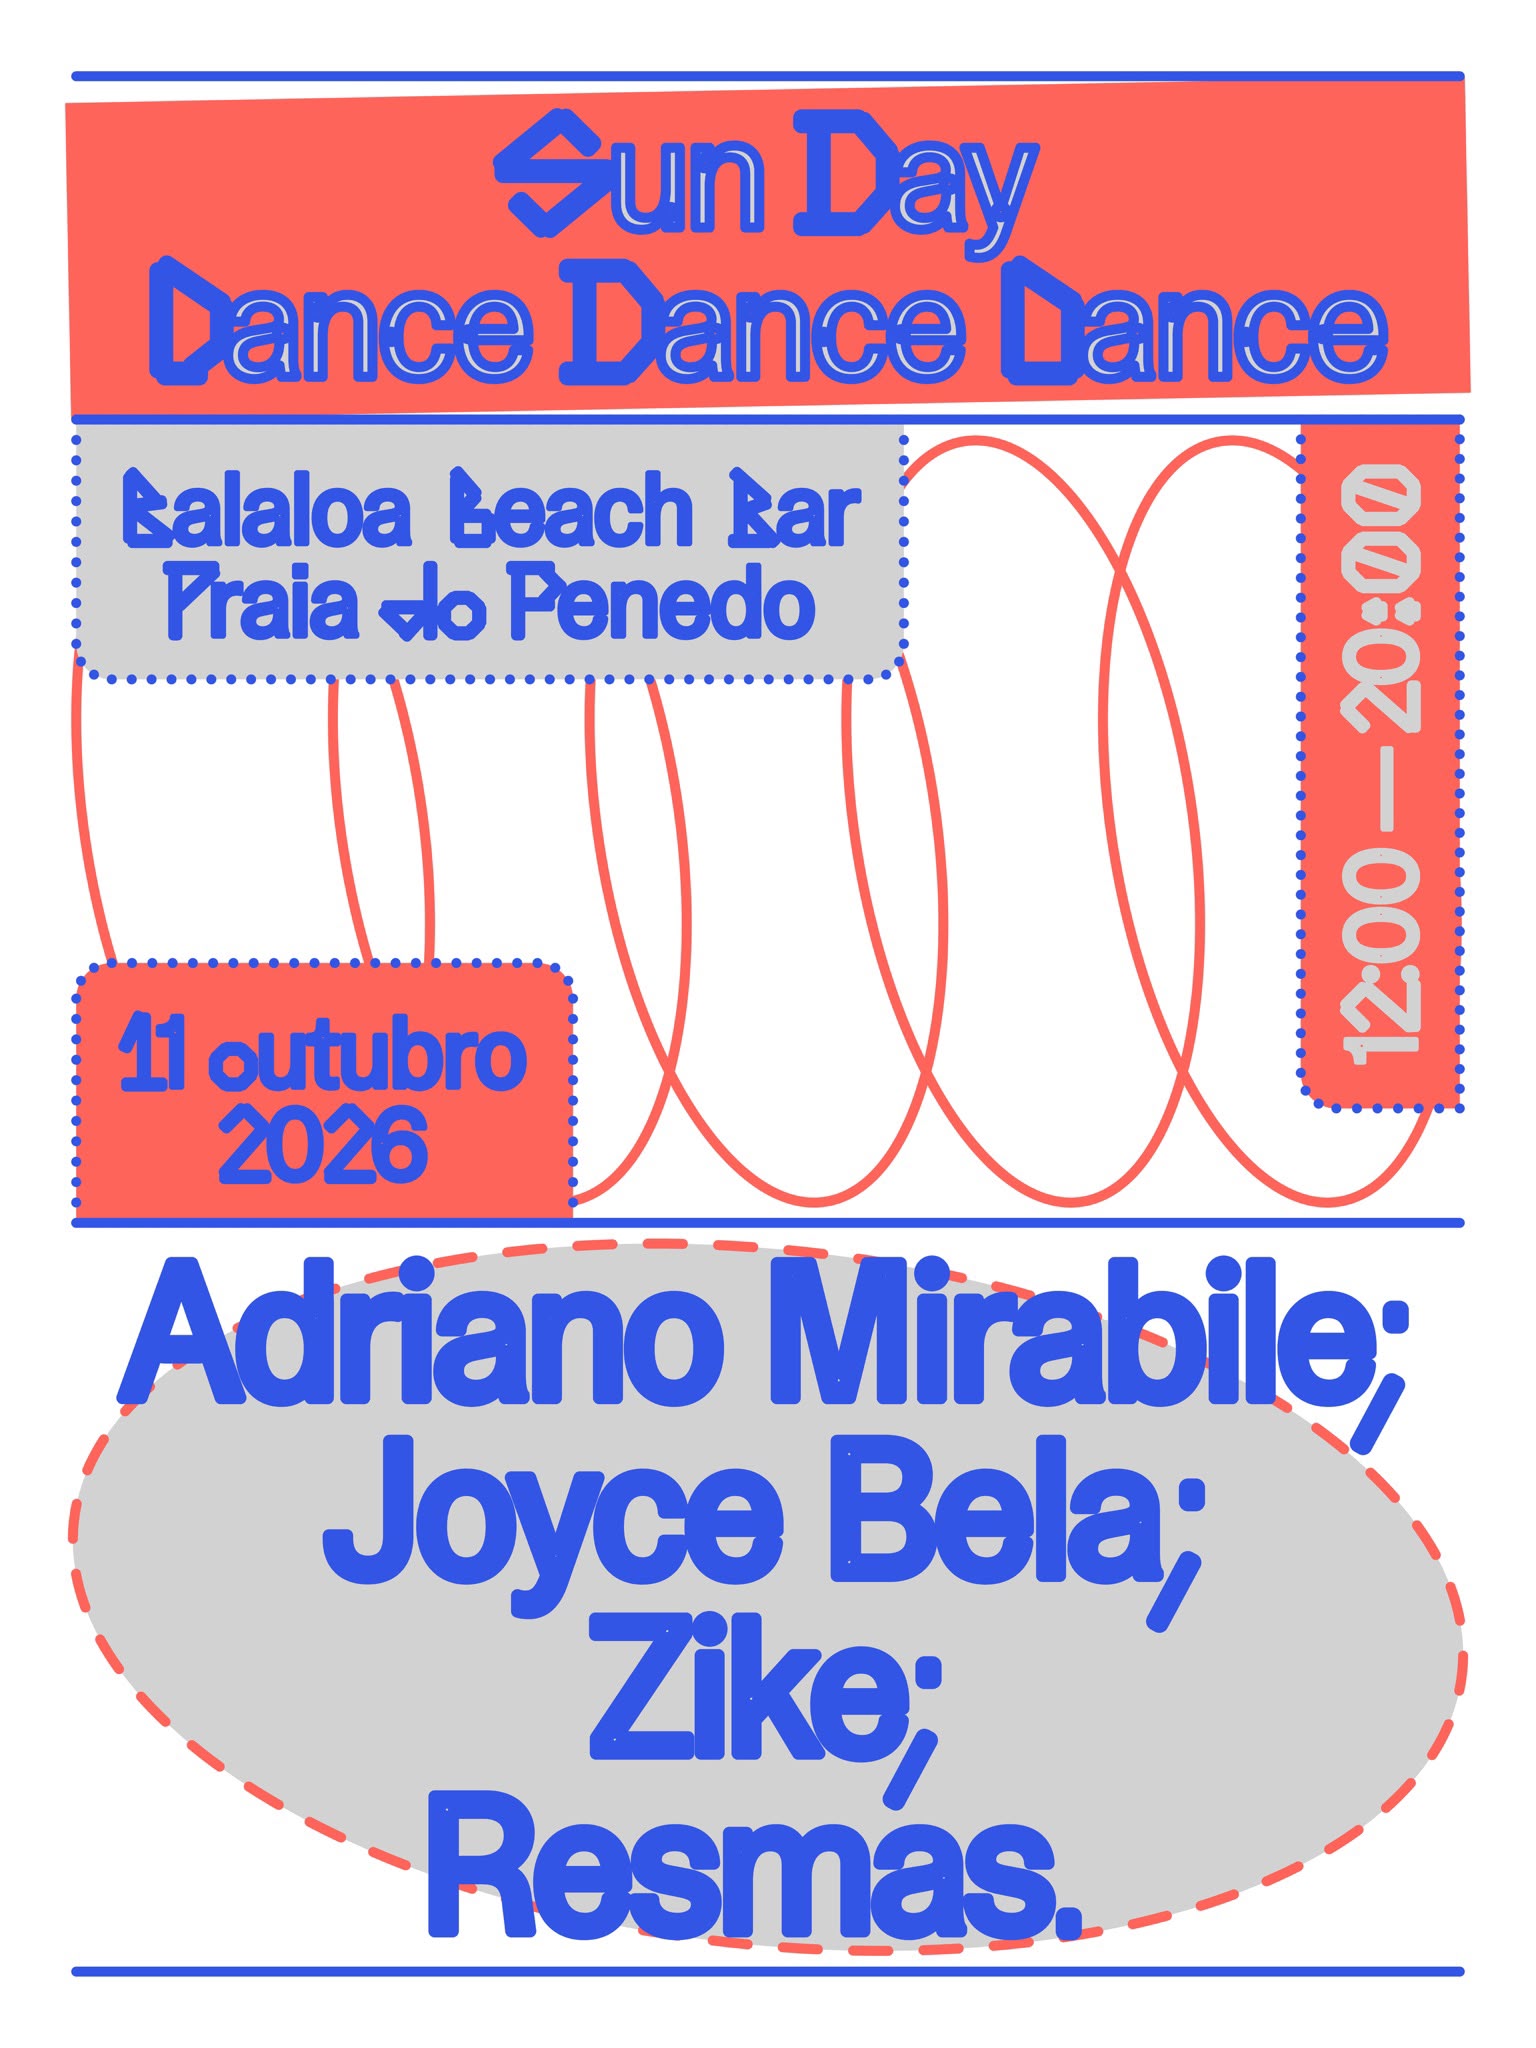 Sun Day
Dance Dance Dance
Balaloa Beach Bar
Praia do Penedo
12:00 — 20:00
11 outubro
2026
Adriano Mirabile;
Joyce Bela;
Zike;
Resmas.